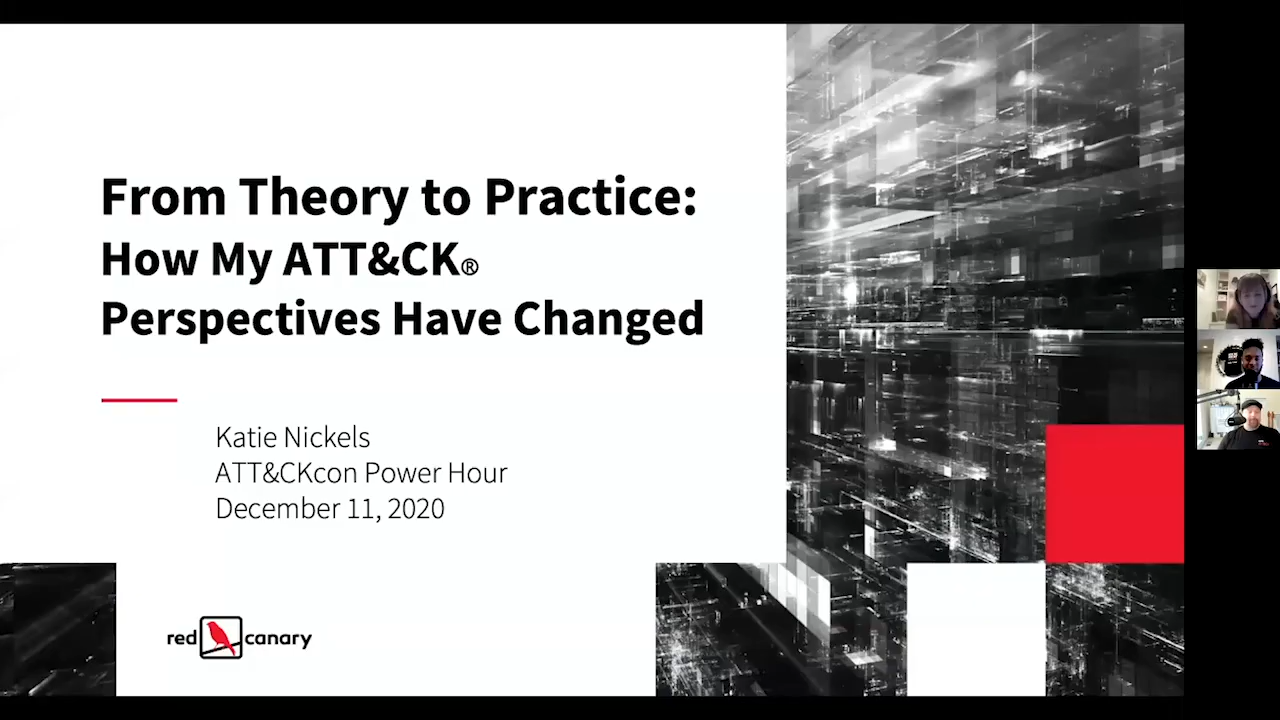 From Theory to Practice:
How My ATT&CK®
Perspectives Have Changed
Katie Nickels
ATT&CKcon Power Hour
December 11, 2020
red canary